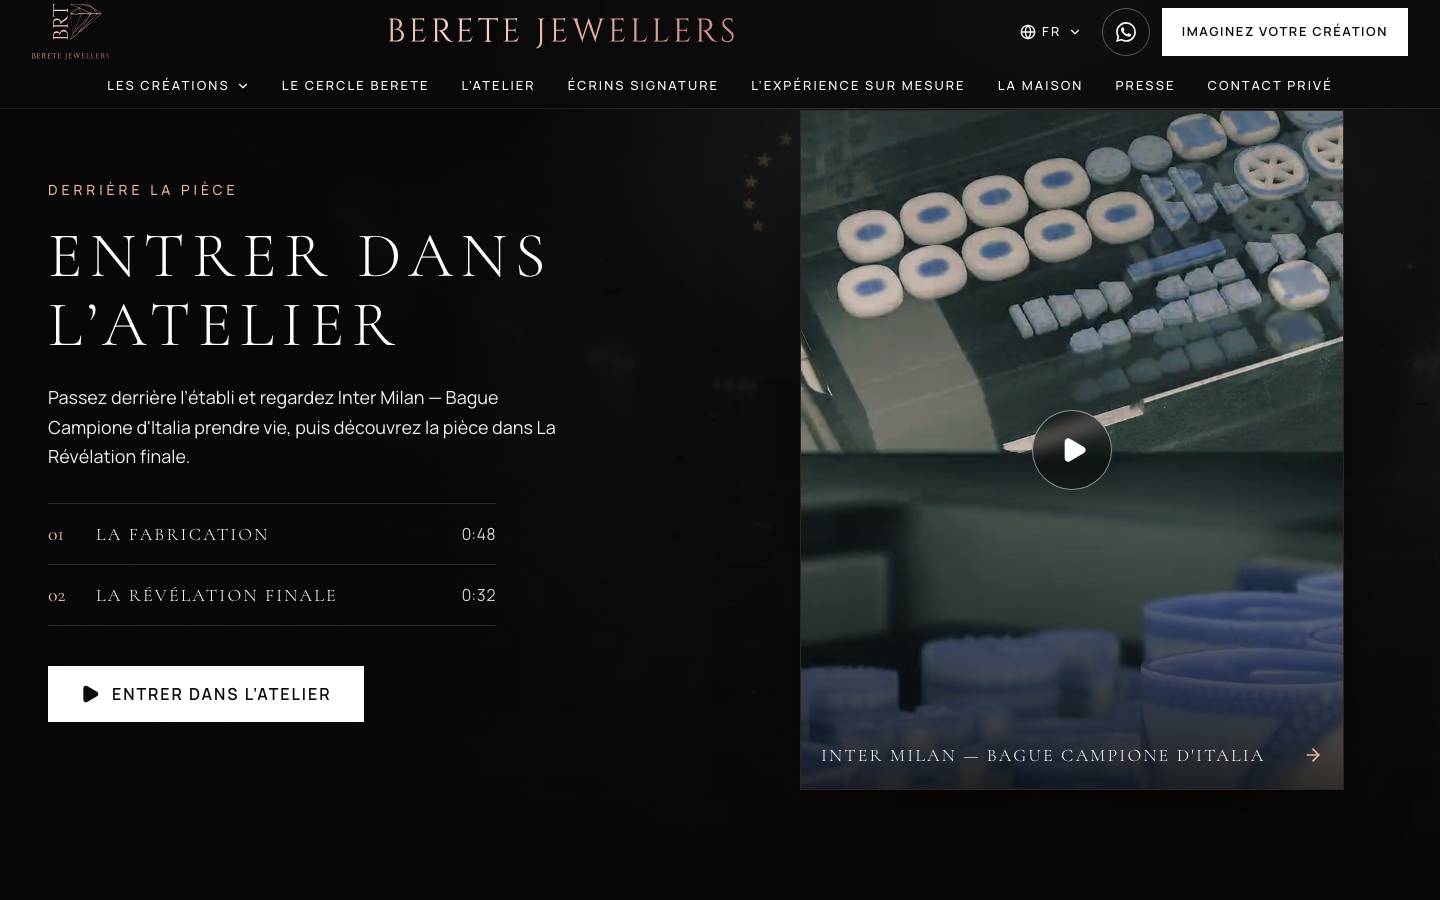 BRT
BERETE JEWELLERS
BERETE JEWELLERS
FR
IMAGINEZ VOTRE CRÉATION
LES CRÉATIONS
LE CERCLE BERETE
L'ATELIER
ÉCRINS SIGNATURE
L'EXPÉRIENCE SUR MESURE
LA MAISON
PRESSE
CONTACT PRIVÉ
DERRIÈRE LA PIÈCE
ENTRER DANS
L’ATELIER
Passez derrière l’établi et regardez Inter Milan — Bague
Campione d'Italia prendre vie, puis découvrez la pièce dans La
Révélation finale.
01 LA FABRICATION 0:48
02 LA RÉVÉLATION FINALE 0:32
ENTRER DANS L’ATELIER
INTER MILAN — BAGUE CAMPIONE D'ITALIA